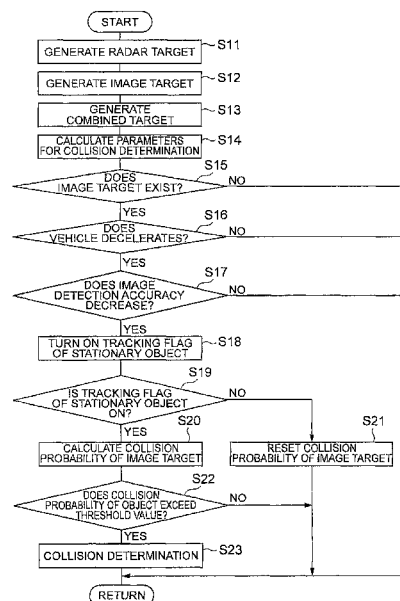 START
GENERATE RADAR TARGET
S11
GENERATE IMAGE TARGET
S12
GENERATE
COMBINED TARGET
S13
CALCULATE PARAMETERS
FOR COLLISION DETERMINATION
S14
DOES
IMAGE TARGET EXIST?
S15
NO
YES
DOES
VEHICLE DECELERATES?
S16
NO
YES
DOES IMAGE
DETECTION ACCURACY
DECREASE?
S17
NO
YES
TURN ON TRACKING FLAG
OF STATIONARY OBJECT
S18
IS TRACKING FLAG
OF STATIONARY OBJECT
ON?
S19
NO
YES
S20
CALCULATE COLLISION
PROBABILITY OF IMAGE TARGET
S21
RESET COLLISION
PROBABILITY OF IMAGE TARGET
DOES COLLISION
PROBABILITY OF OBJECT EXCEED
THRESHOLD VALUE?
S22
NO
YES
COLLISION DETERMINATION
S23
RETURN